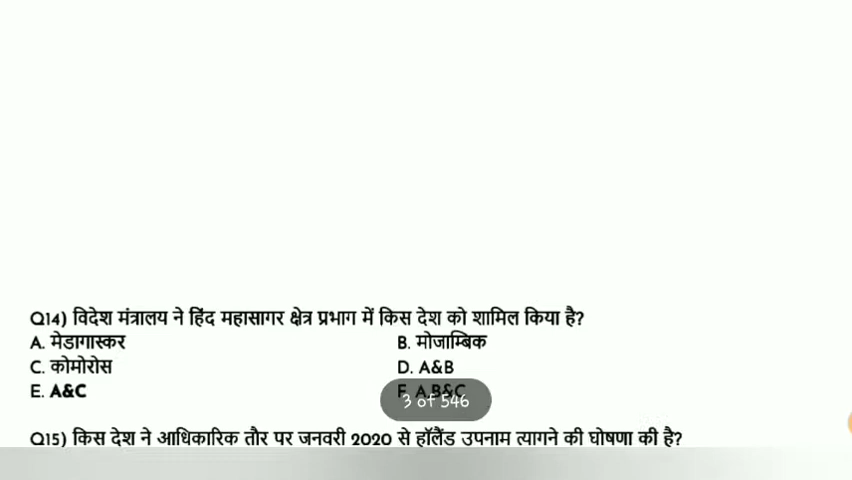 Q14) विदेश मंत्रालय ने हिंद महासागर क्षेत्र प्रभाग में किस देश को शामिल किया है?
A. मेडागास्कर B. मोजाम्बिक
C. कोमोरोस D. A&B
E. A&C F. A,B&C
3 of 546
Q15) किस देश ने आधिकारिक तौर पर जनवरी 2020 से हॉलैंड उपनाम त्यागने की घोषणा की है?